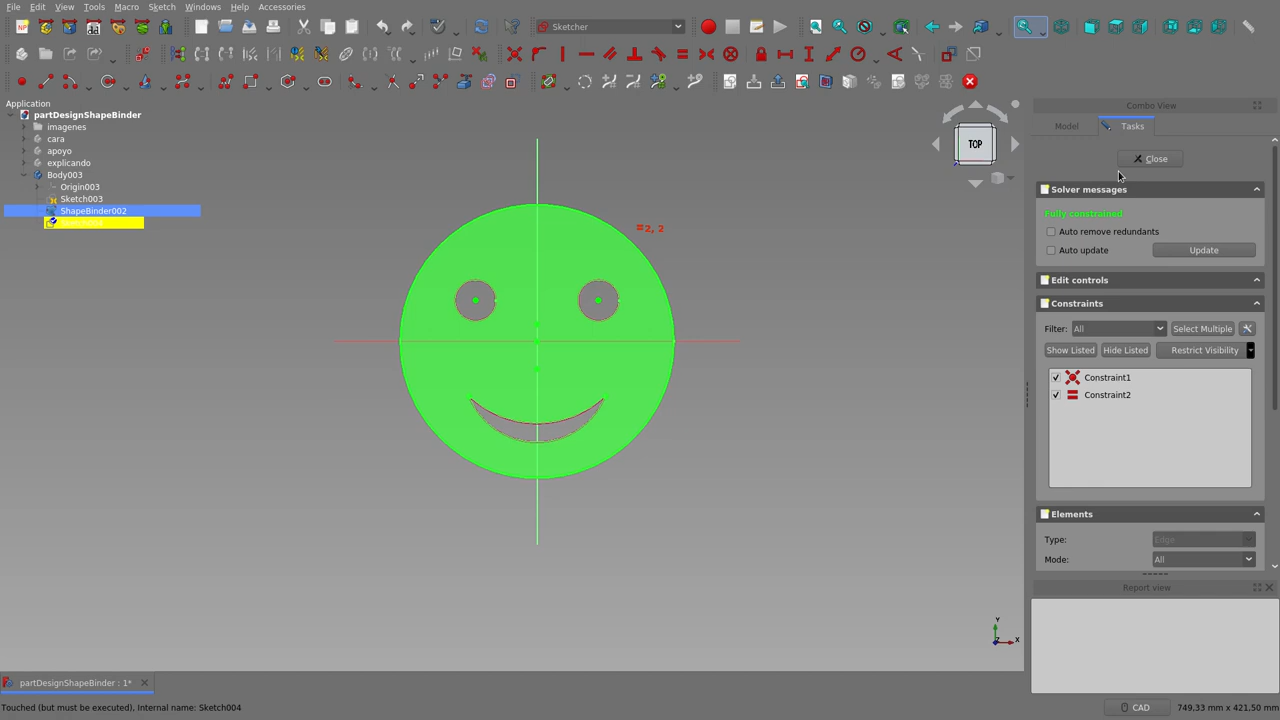 File Edit View Tools Macro Sketch Windows Help Accessories
Sketcher
Application
partDesignShapeBinder
imagenes
cara
apoyo
explicando
Body003
Origin003
Sketch003
ShapeBinder002
#2, 2
TOP
Combo View
Model Tasks
Close
Solver messages
Fully constrained
Auto remove redundants
Auto update Update
Edit controls
Constraints
Filter: All Select Multiple
Show Listed Hide Listed Restrict Visibility
Constraint1
Constraint2
Elements
Type: Edge
Mode: All
Report view
Y
X
partDesignShapeBinder : 1*
Touched (but must be executed), Internal name: Sketch004
CAD 749,33 mm x 421,50 mm